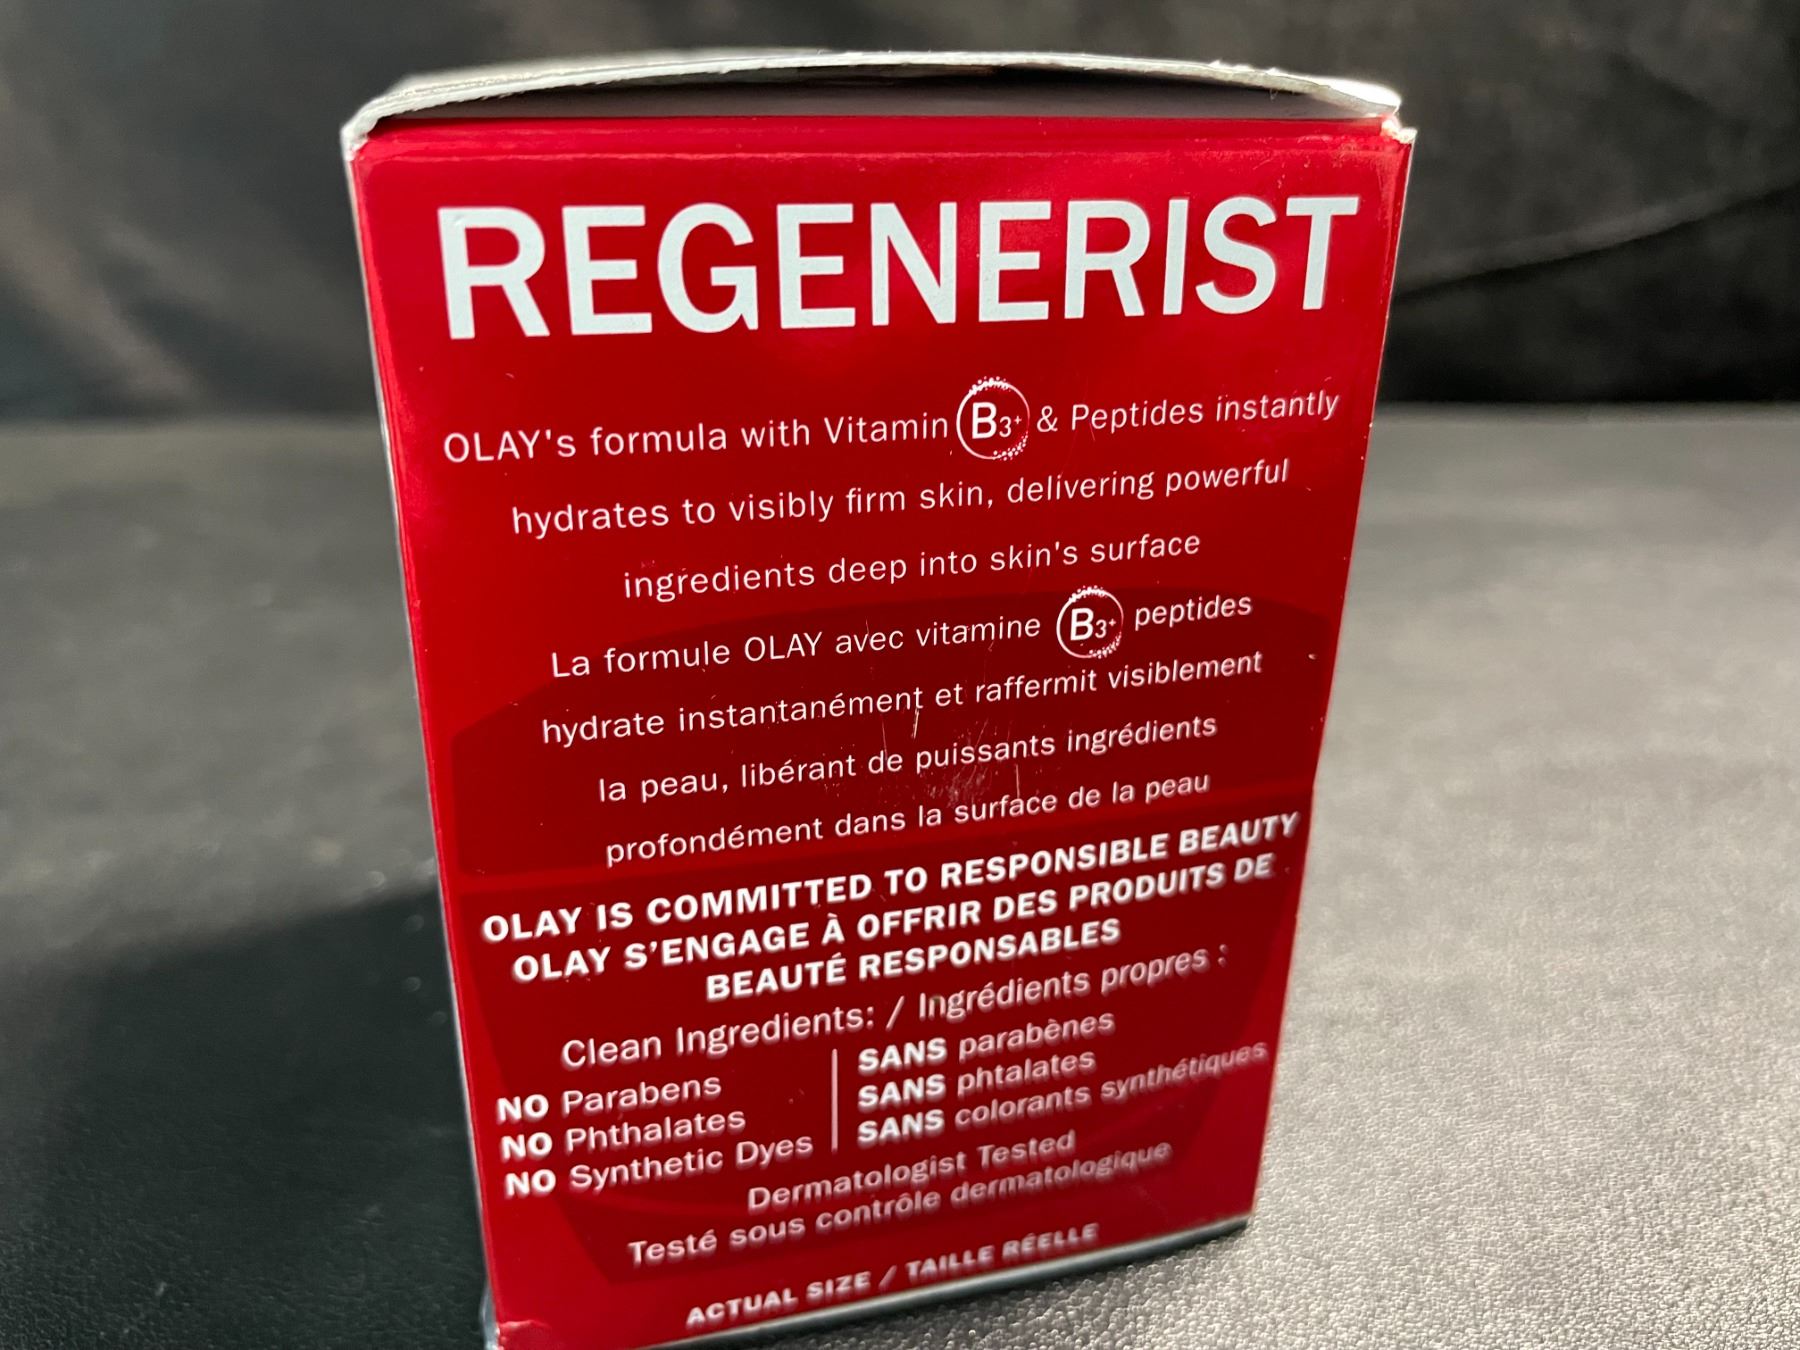 REGENERIST
OLAY's formula with Vitamin B3+ & Peptides instantly
hydrates to visibly firm skin, delivering powerful
ingredients deep into skin's surface
La formule OLAY avec vitamine B3+ peptides
hydrate instantanément et raffermit visiblement
la peau, libérant de puissants ingrédients
profondément dans la surface de la peau
OLAY IS COMMITTED TO RESPONSIBLE BEAUTY
OLAY S'ENGAGE À OFFRIR DES PRODUITS DE
BEAUTÉ RESPONSABLES
Clean Ingredients: / Ingrédients propres :
NO Parabens
NO Phthalates
NO Synthetic Dyes
SANS parabènes
SANS phtalates
SANS colorants synthétiques
Dermatologist Tested
Testé sous contrôle dermatologique
ACTUAL SIZE / TAILLE RÉELLE